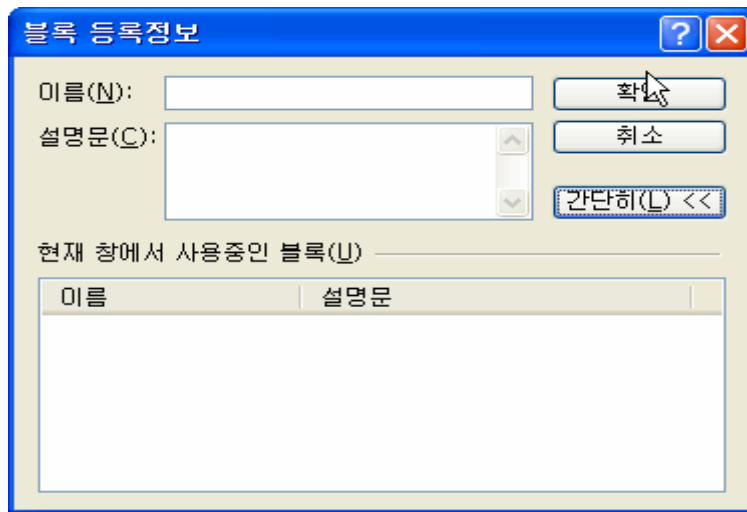 블록 등록정보
이름(N):
확인
설명문(C):
취소
간단히(L) <<
현재 창에서 사용중인 블록(U)
이름 설명문